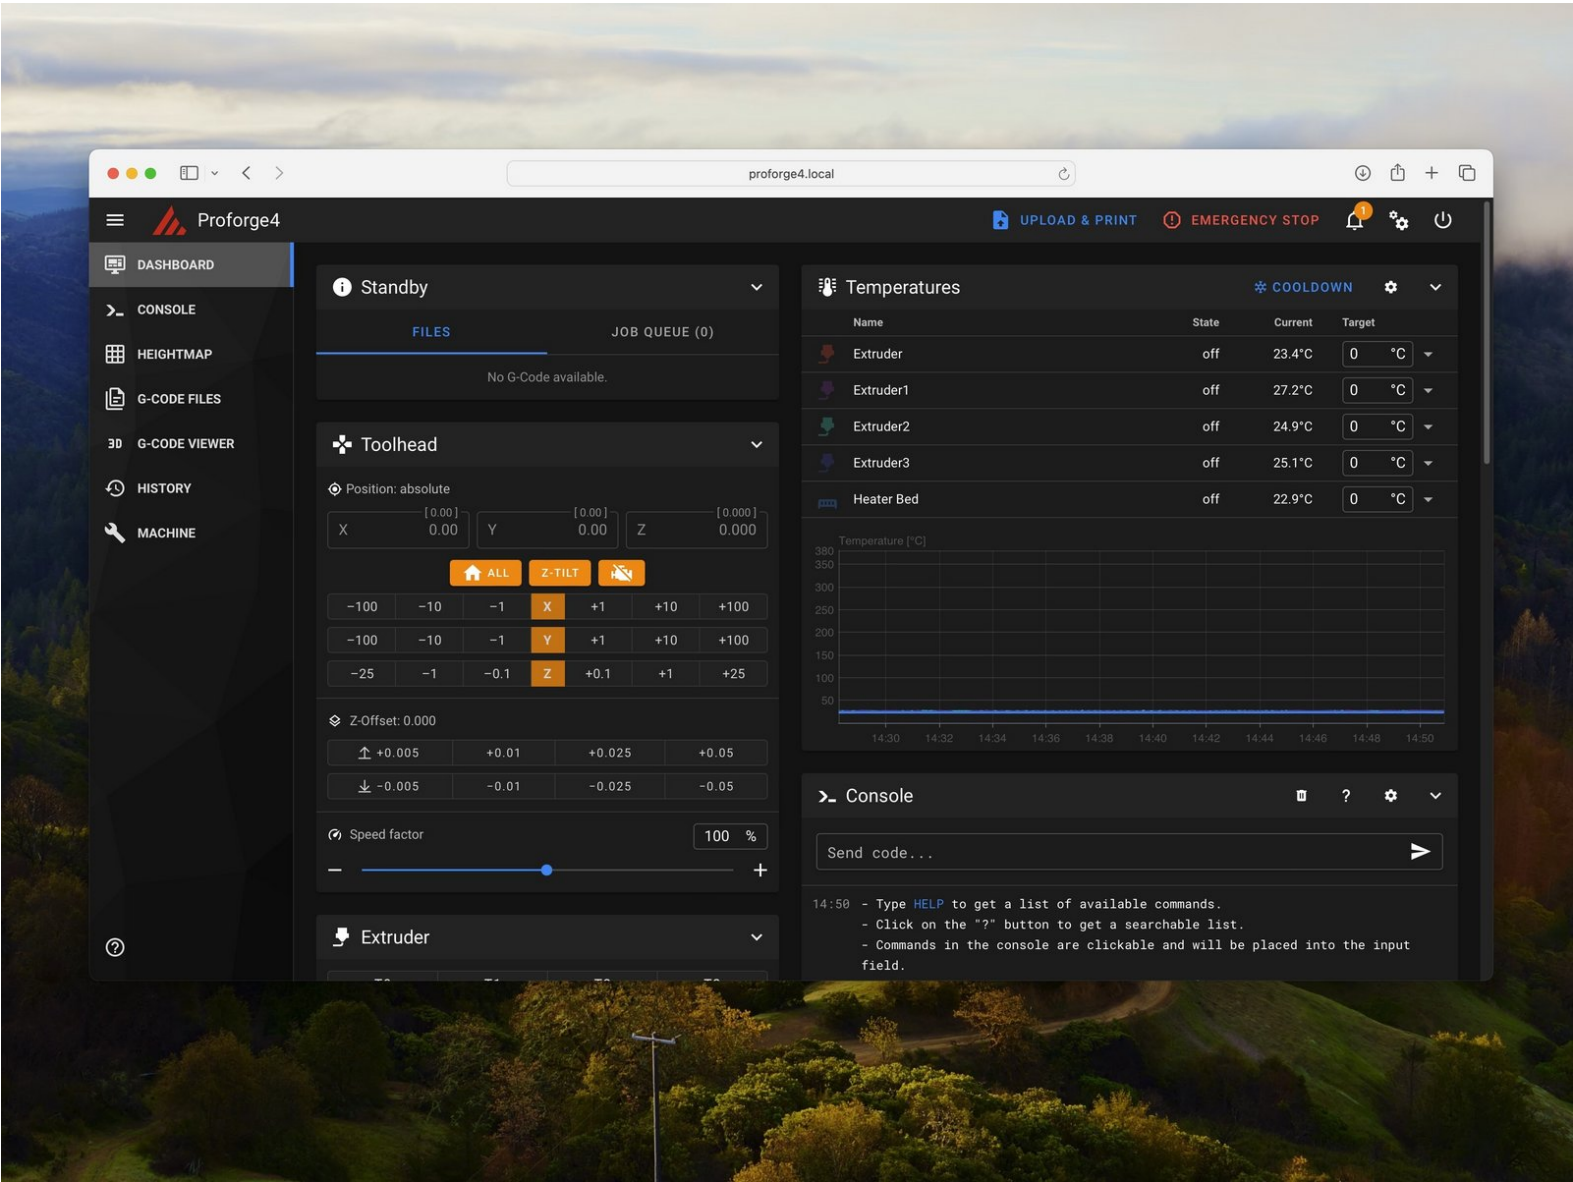 proforge4.local
Proforge4
UPLOAD & PRINT
EMERGENCY STOP
1
DASHBOARD
CONSOLE
HEIGHTMAP
G-CODE FILES
3D G-CODE VIEWER
HISTORY
MACHINE
Standby
FILES JOB QUEUE (0)
No G-Code available.
Toolhead
Position: absolute
[ 0.00 ] [ 0.00 ] [ 0.000 ]
X 0.00 Y 0.00 Z 0.000
ALL Z-TILT
−100 −10 −1 X +1 +10 +100
−100 −10 −1 Y +1 +10 +100
−25 −1 −0.1 Z +0.1 +1 +25
Z-Offset: 0.000
+0.005 +0.01 +0.025 +0.05
−0.005 −0.01 −0.025 −0.05
Speed factor 100 %
Extruder
Temperatures
COOLDOWN
Name State Current Target
Extruder off 23.4°C 0 °C
Extruder1 off 27.2°C 0 °C
Extruder2 off 24.9°C 0 °C
Extruder3 off 25.1°C 0 °C
Heater Bed off 22.9°C 0 °C
Temperature [°C]
380
350
300
250
200
150
100
50
14:30 14:32 14:34 14:36 14:38 14:40 14:42 14:44 14:46 14:48 14:50
Console
?
Send code...
14:50 - Type HELP to get a list of available commands.
- Click on the "?" button to get a searchable list.
- Commands in the console are clickable and will be placed into the input
field.